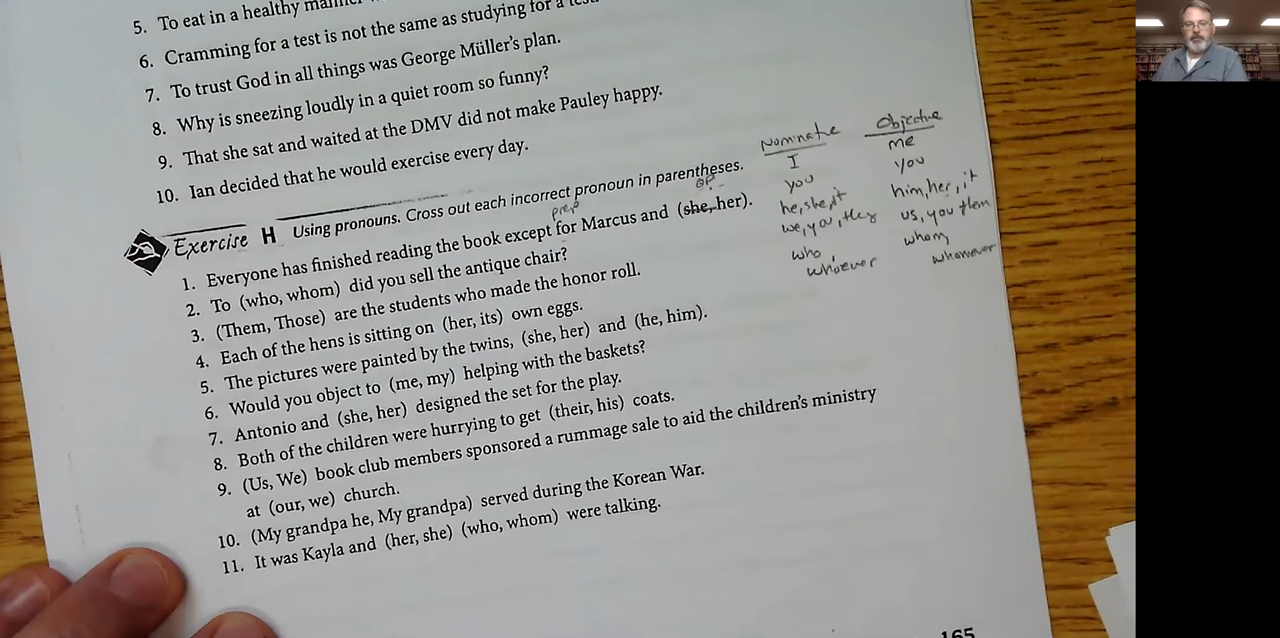 5. To eat in a healthy manner
6. Cramming for a test is not the same as studying for a test
7. To trust God in all things was George Müller's plan.
8. Why is sneezing loudly in a quiet room so funny?
9. That she sat and waited at the DMV did not make Pauley happy.
10. Ian decided that he would exercise every day.
Nominative Objective
I me
you you
he, she, it him, her, it
we, you, they us, you them
who whom
whoever whomever
Exercise H Using pronouns. Cross out each incorrect pronoun in parentheses.
prep OP
1. Everyone has finished reading the book except for Marcus and (she, her).
2. To (who, whom) did you sell the antique chair?
3. (Them, Those) are the students who made the honor roll.
4. Each of the hens is sitting on (her, its) own eggs.
5. The pictures were painted by the twins, (she, her) and (he, him).
6. Would you object to (me, my) helping with the baskets?
7. Antonio and (she, her) designed the set for the play.
8. Both of the children were hurrying to get (their, his) coats.
9. (Us, We) book club members sponsored a rummage sale to aid the children's ministry
at (our, we) church.
10. (My grandpa he, My grandpa) served during the Korean War.
11. It was Kayla and (her, she) (who, whom) were talking.
165